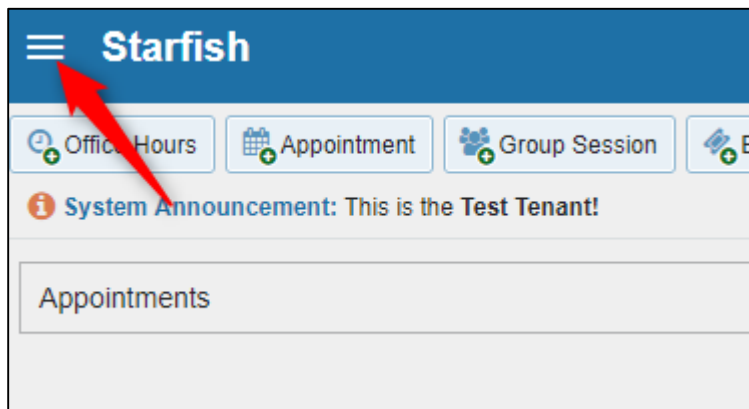 Starfish
Office Hours Appointment Group Session
System Announcement: This is the Test Tenant!
Appointments